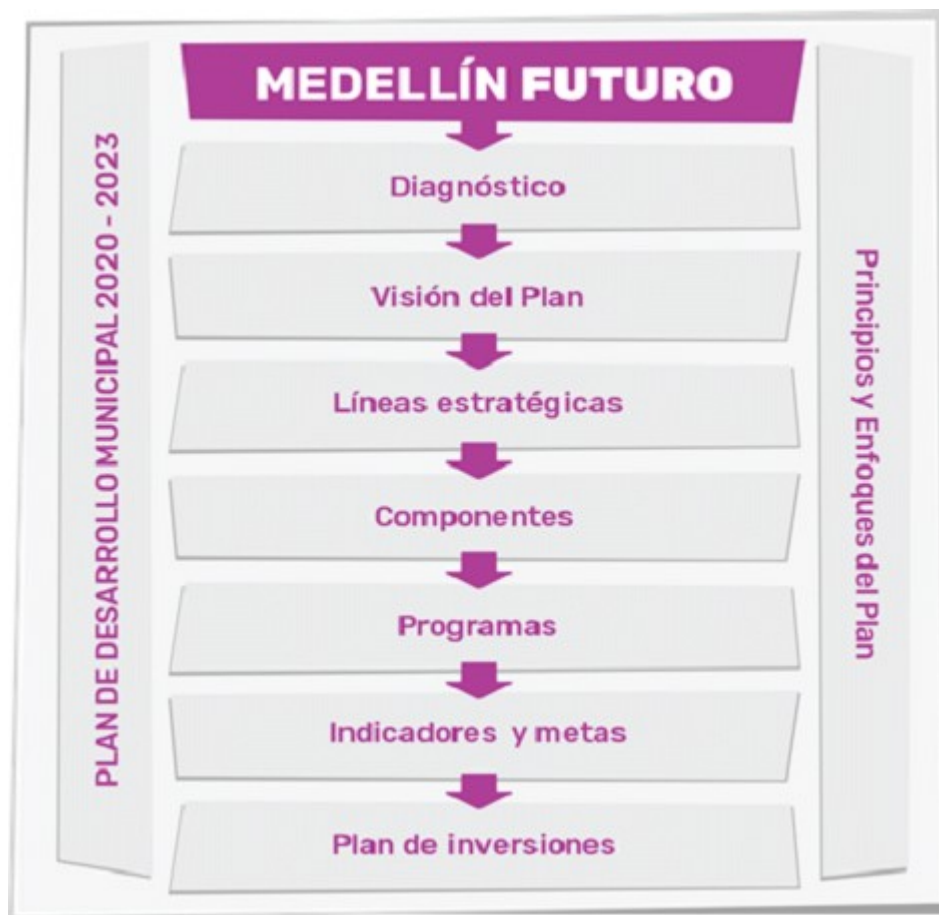 MEDELLÍN FUTURO
PLAN DE DESARROLLO MUNICIPAL 2020 - 2023
Diagnóstico
Visión del Plan
Líneas estratégicas
Componentes
Programas
Indicadores y metas
Plan de inversiones
Principios y Enfoques del Plan